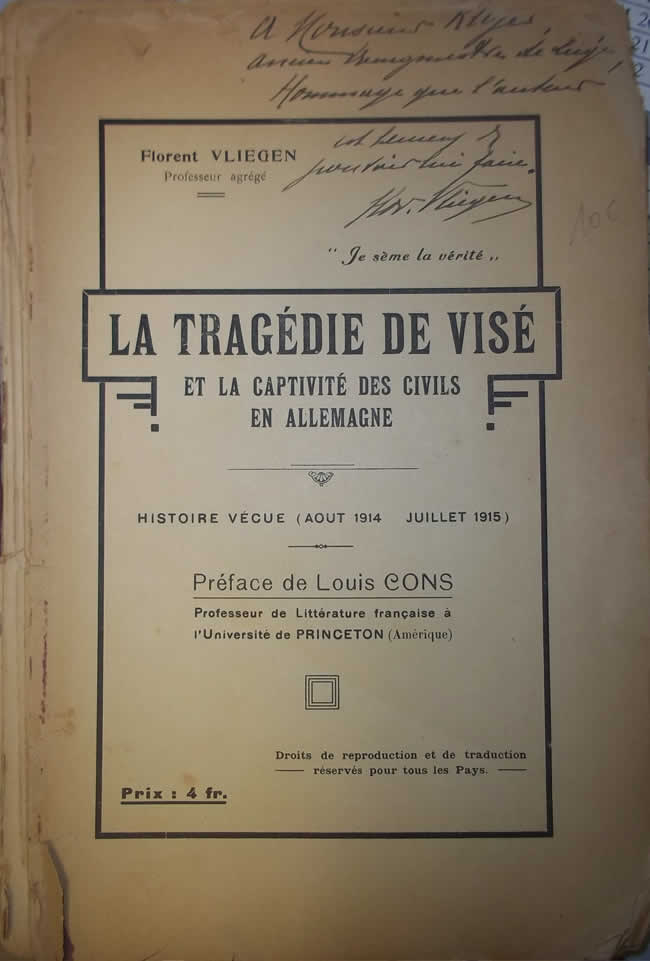 A Monsieur Kleyer,
ancien Bourgmestre de Liège,
Hommage que l'auteur
est heureux de
pouvoir lui faire.
Flor. Vliegen
Florent VLIEGEN
Professeur agrégé
10€
" Je sème la vérité „
LA TRAGÉDIE DE VISÉ
ET LA CAPTIVITÉ DES CIVILS
EN ALLEMAGNE
HISTOIRE VÉCUE (AOUT 1914 JUILLET 1915)
Préface de Louis CONS
Professeur de Littérature française à
l'Université de PRINCETON (Amérique)
Droits de reproduction et de traduction
réservés pour tous les Pays.
Prix : 4 fr.